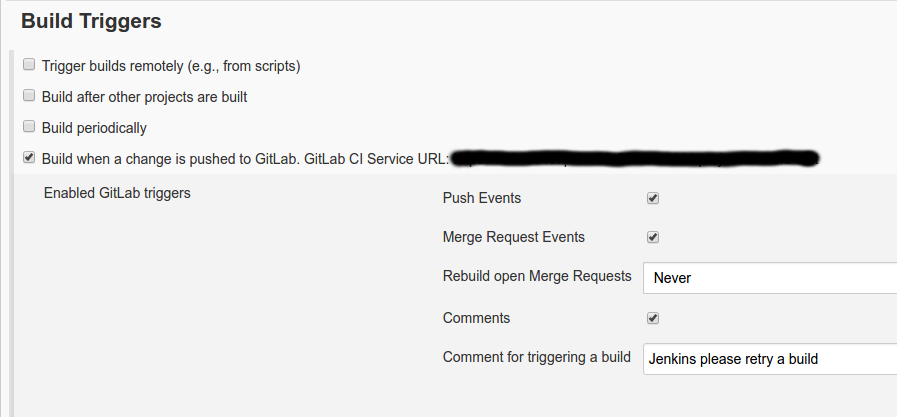 Build Triggers
Trigger builds remotely (e.g., from scripts)
Build after other projects are built
Build periodically
Build when a change is pushed to GitLab. GitLab CI Service URL:
Enabled GitLab triggers
Push Events
Merge Request Events
Rebuild open Merge Requests Never
Comments
Comment for triggering a build Jenkins please retry a build